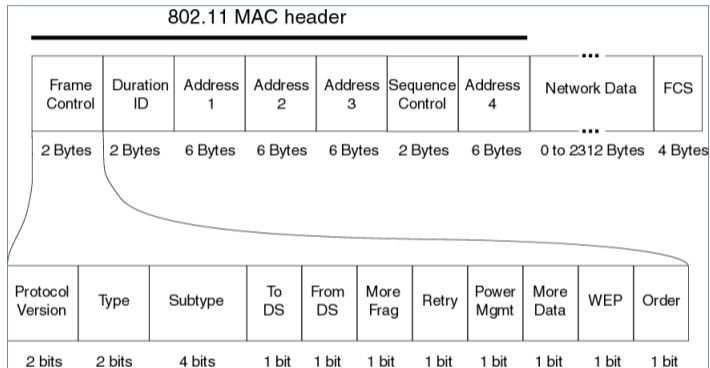 802.11 MAC header
Frame Control
Duration ID
Address 1
Address 2
Address 3
Sequence Control
Address 4
Network Data
FCS
2 Bytes 2 Bytes 6 Bytes 6 Bytes 6 Bytes 2 Bytes 6 Bytes 0 to 2312 Bytes 4 Bytes
Protocol Version
Type
Subtype
To DS
From DS
More Frag
Retry
Power Mgmt
More Data
WEP
Order
2 bits 2 bits 4 bits 1 bit 1 bit 1 bit 1 bit 1 bit 1 bit 1 bit 1 bit